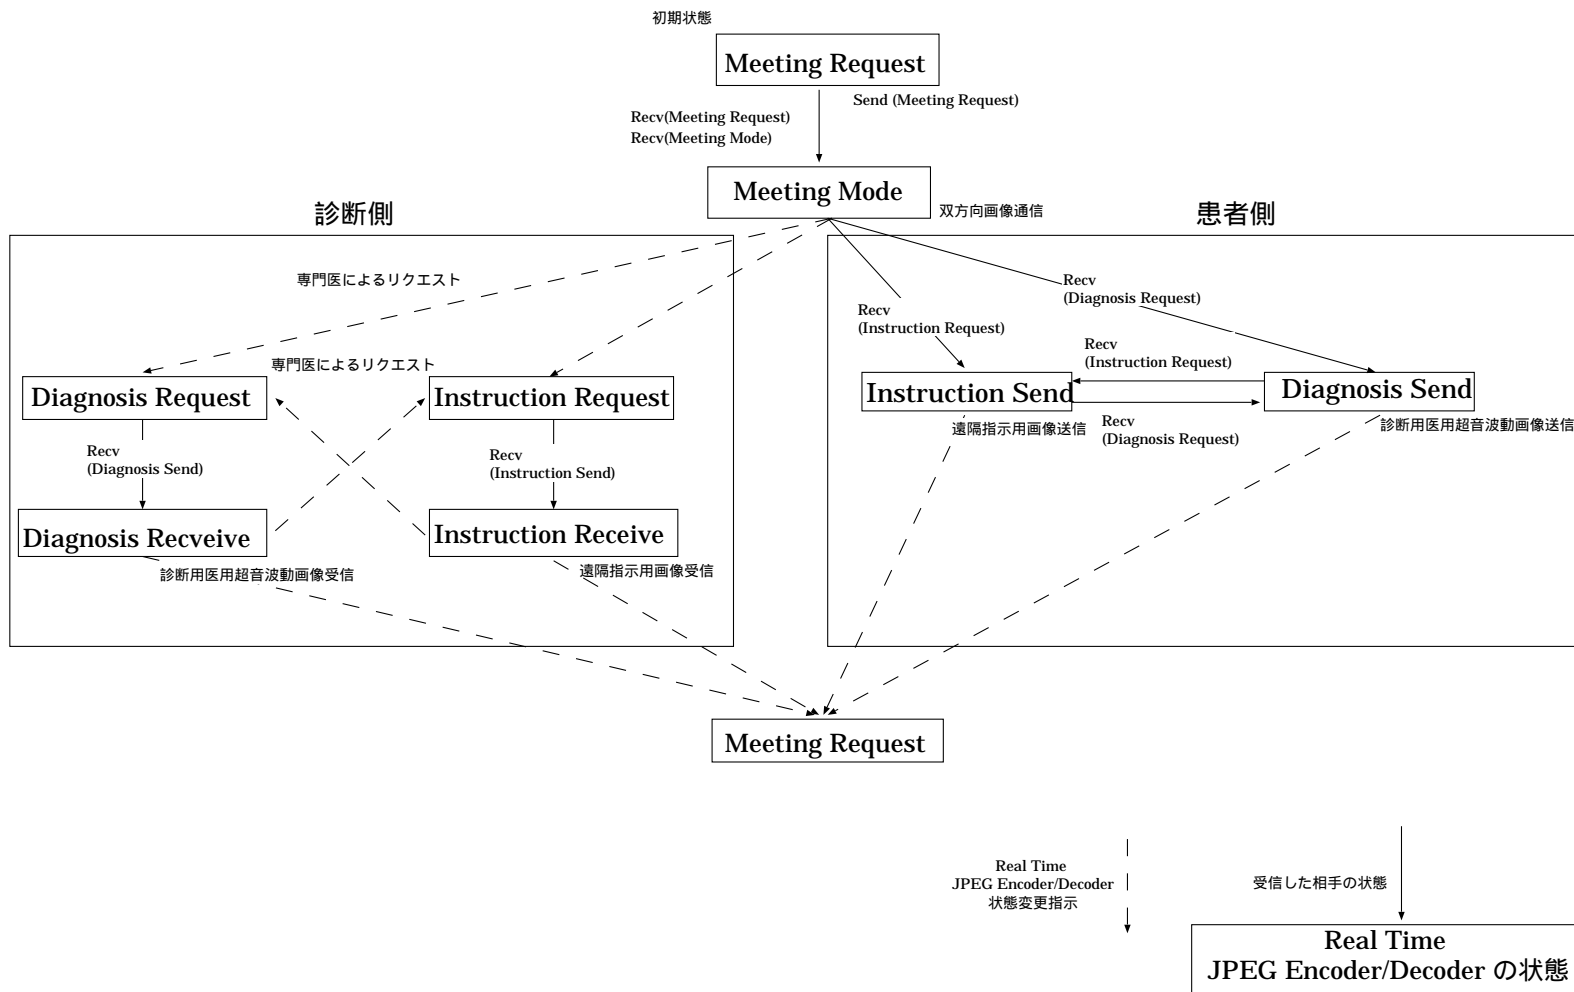 初期状態
Meeting Request
Send (Meeting Request)
Recv(Meeting Request)
Recv(Meeting Mode)
Meeting Mode
双方向画像通信
診断側
患者側
専門医によるリクエスト
Recv
(Diagnosis Request)
Recv
(Instruction Request)
専門医によるリクエスト
Recv
(Instruction Request)
Diagnosis Request
Instruction Request
Instruction Send
Diagnosis Send
遠隔指示用画像送信
Recv
(Diagnosis Request)
診断用医用超音波動画像送信
Recv
(Diagnosis Send)
Recv
(Instruction Send)
Diagnosis Recveive
Instruction Receive
診断用医用超音波動画像受信
遠隔指示用画像受信
Meeting Request
Real Time
JPEG Encoder/Decoder
状態変更指示
受信した相手の状態
Real Time
JPEG Encoder/Decoder の状態